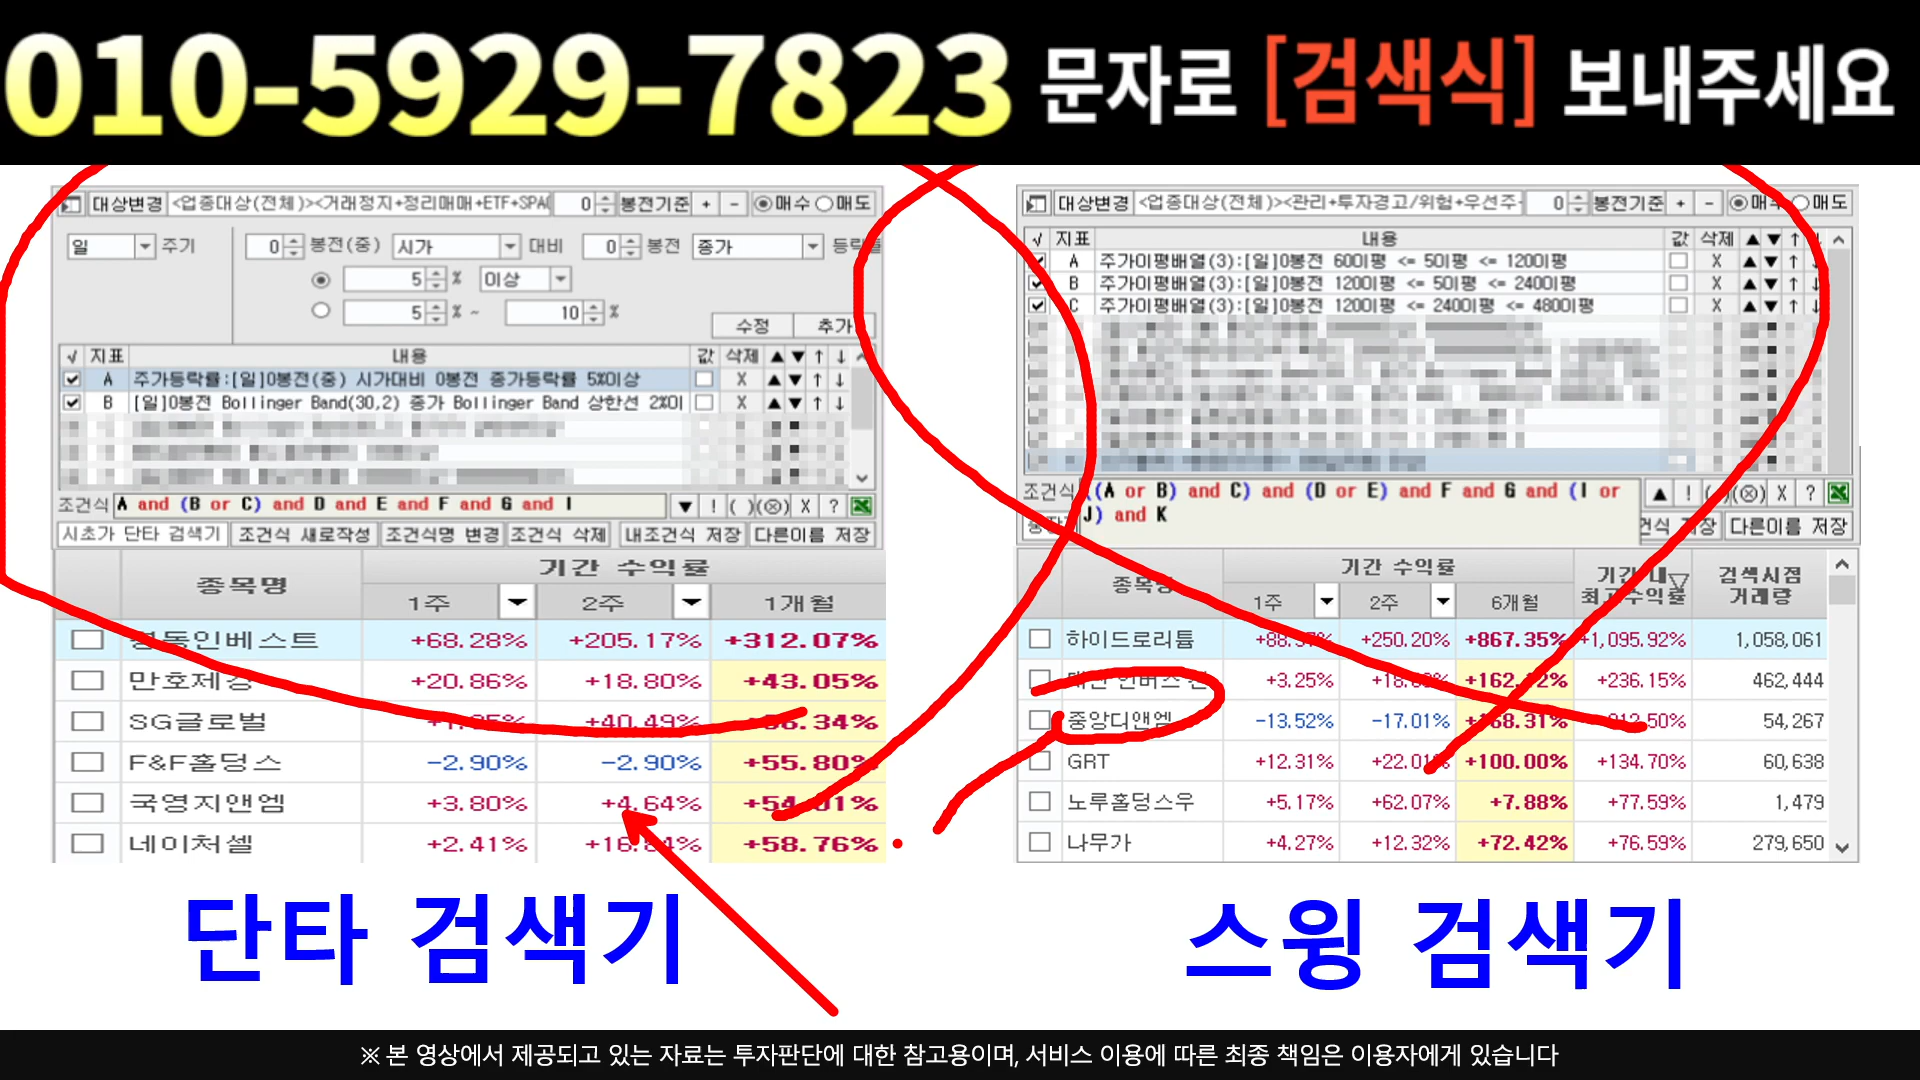 010-5929-7823 문자로 [검색식] 보내주세요
대상변경 <업종대상(전체)><거래정지+정리매매+ETF+SPAC 0 봉전기준 + - 매수 매도
일 주기 0 봉전(중) 시가 대비 0 봉전 종가
5 % 이상
5 % ~ 10 %
수정 추가
√ 지표 내용 값 삭제 ▲ ▼ ↑ ↓
A 주가등락률:[일]0봉전(중) 시가대비 0봉전 종가등락률 5%이상 X ▲ ▼ ↑ ↓
B [일]0봉전 Bollinger Band(30,2) 종가 Bollinger Band 상한선 2%이 X ▲ ▼ ↑ ↓
조건식 A and (B or C) and D and E and F and G and I ▼ ! ( ) (⊗) X ?
시초가 단타 검색기 조건식 새로작성 조건식명 변경 조건식 삭제 내조건식 저장 다른이름 저장
종목명 기간 수익률
1주 2주 1개월
+68.28% +205.17% +312.07%
만호제강 +20.86% +18.80% +43.05%
SG글로벌 +40.49%
F&F홀딩스 -2.90% -2.90% +55.80%
국영지앤엠 +3.80% +4.64%
네이처셀 +2.41% +58.76%
단타 검색기
대상변경 <업종대상(전체)><관리+투자경고/위험+우선주+ 0 봉전기준 + - 매수 매도
√ 지표 내용 값 삭제 ▲ ▼ ↑ ↓
A 주가이평배열(3):[일]0봉전 60이평 <= 5이평 <= 120이평 X ▲ ▼ ↑ ↓
B 주가이평배열(3):[일]0봉전 120이평 <= 5이평 <= 240이평 X ▲ ▼ ↑ ↓
C 주가이평배열(3):[일]0봉전 120이평 <= 240이평 <= 480이평 X ▲ ▼ ↑ ↓
조건식 ((A or B) and C) and (D or E) and F and G and (I or ▲ ! ( ) (⊗) X ?
J) and K 건식 저장 다른이름 저장
종목명 기간 수익률 기간 내 최고수익률 검색시점 거래량
1주 2주 6개월
하이드로리튬 +250.20% +867.35% +1,095.92% 1,058,061
+3.25% +236.15% 462,444
중앙디앤엠 -13.52% -17.01% 54,267
GRT +12.31% +100.00% +134.70% 60,638
노루홀딩스우 +5.17% +62.07% +7.88% +77.59% 1,479
나무가 +4.27% +12.32% +72.42% +76.59% 279,650
스윙 검색기
※ 본 영상에서 제공되고 있는 자료는 투자판단에 대한 참고용이며, 서비스 이용에 따른 최종 책임은 이용자에게 있습니다